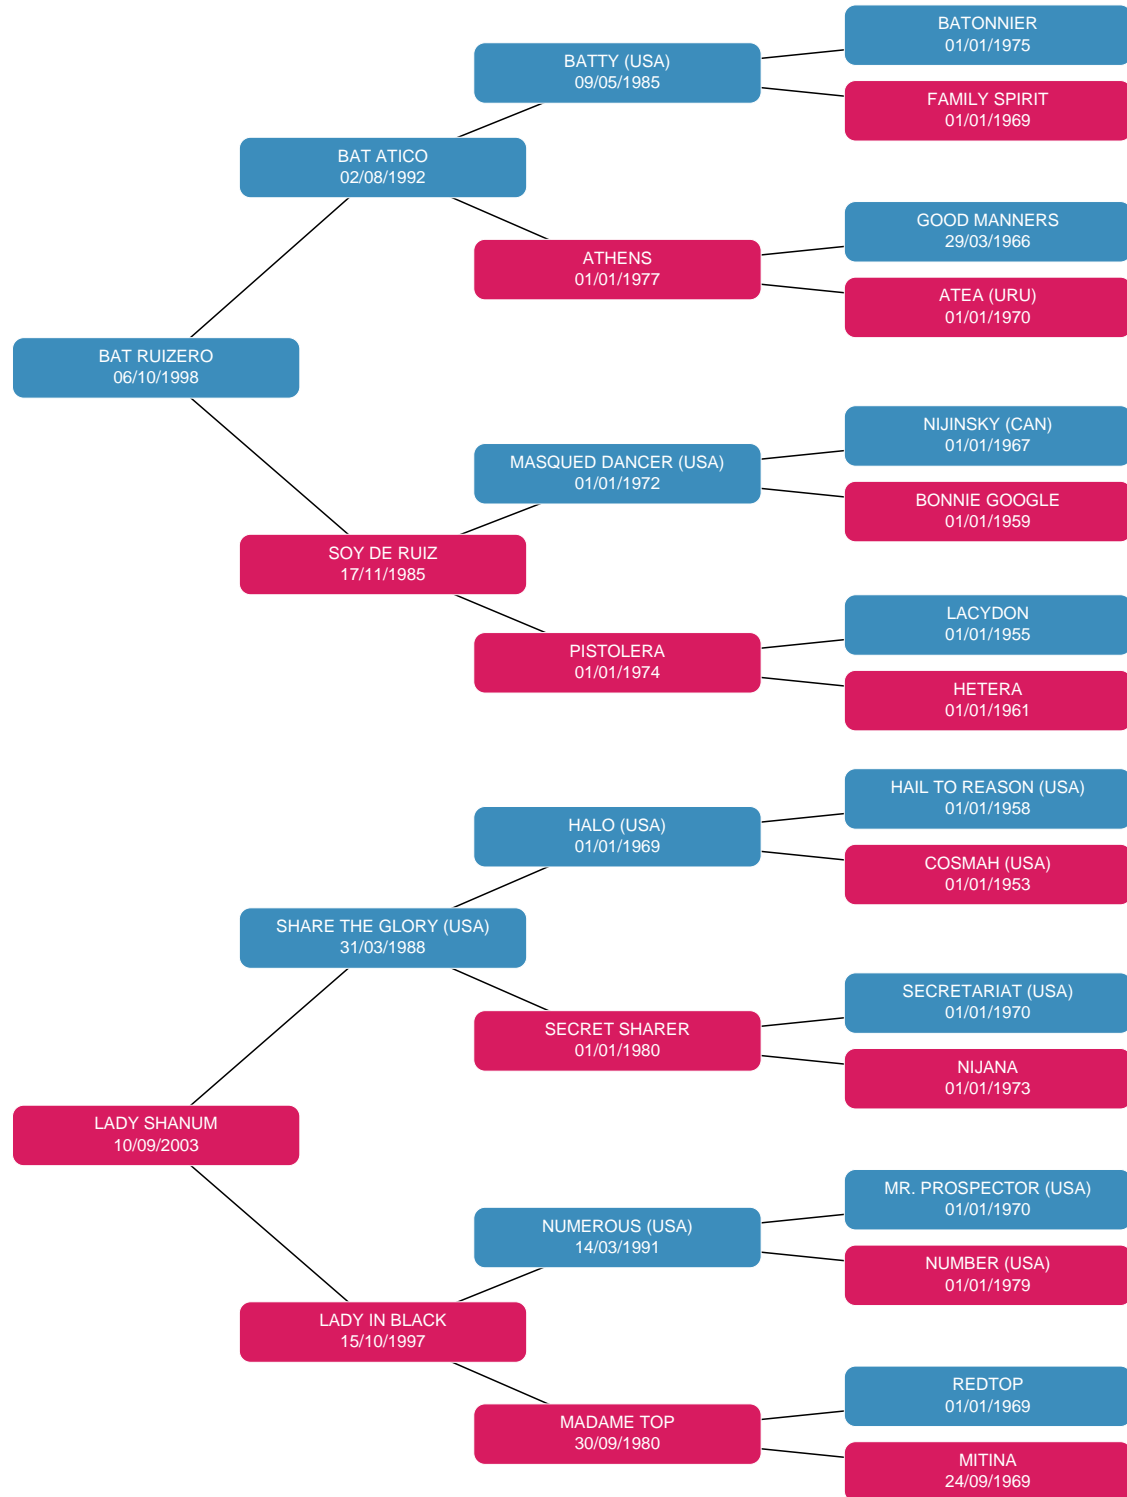 BATONNIER
01/01/1975
BATTY (USA)
09/05/1985
FAMILY SPIRIT
01/01/1969
BAT ATICO
02/08/1992
GOOD MANNERS
29/03/1966
ATHENS
01/01/1977
ATEA (URU)
01/01/1970
BAT RUIZERO
06/10/1998
NIJINSKY (CAN)
01/01/1967
MASQUED DANCER (USA)
01/01/1972
BONNIE GOOGLE
01/01/1959
SOY DE RUIZ
17/11/1985
LACYDON
01/01/1955
PISTOLERA
01/01/1974
HETERA
01/01/1961
HAIL TO REASON (USA)
01/01/1958
HALO (USA)
01/01/1969
COSMAH (USA)
01/01/1953
SHARE THE GLORY (USA)
31/03/1988
SECRETARIAT (USA)
01/01/1970
SECRET SHARER
01/01/1980
NIJANA
01/01/1973
LADY SHANUM
10/09/2003
MR. PROSPECTOR (USA)
01/01/1970
NUMEROUS (USA)
14/03/1991
NUMBER (USA)
01/01/1979
LADY IN BLACK
15/10/1997
REDTOP
01/01/1969
MADAME TOP
30/09/1980
MITINA
24/09/1969